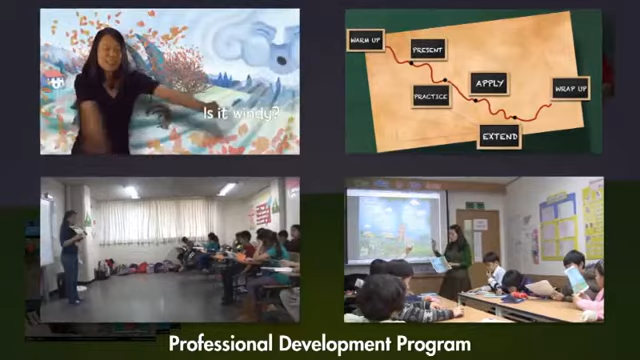 Is it windy?
WARM UP
PRESENT
PRACTICE
APPLY
EXTEND
WRAP UP
Professional Development Program